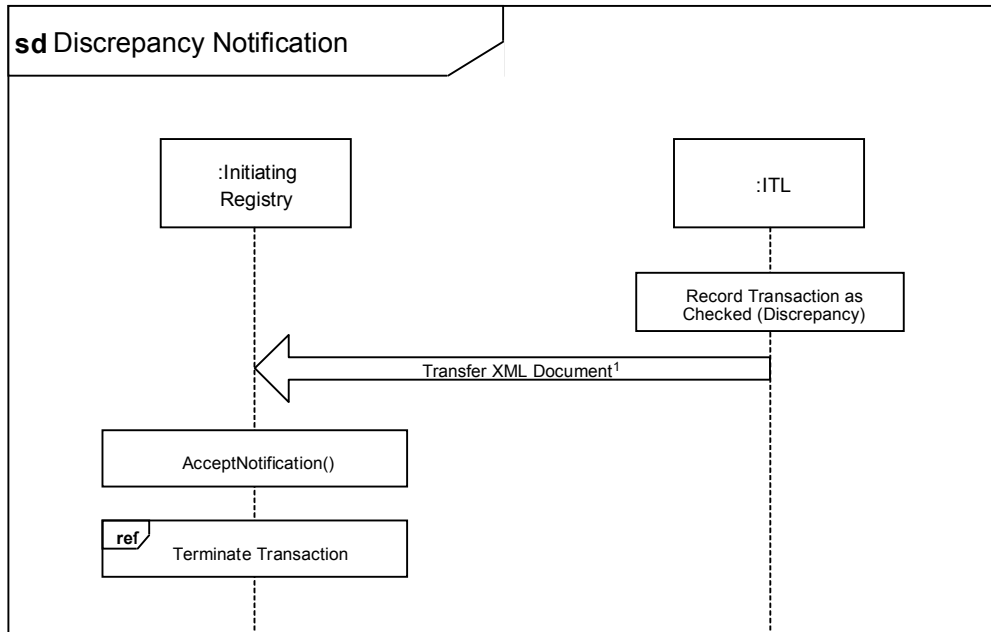 sd Discrepancy Notification
:Initiating
Registry
:ITL
Record Transaction as
Checked (Discrepancy)
Transfer XML Document¹
AcceptNotification()
ref
Terminate Transaction